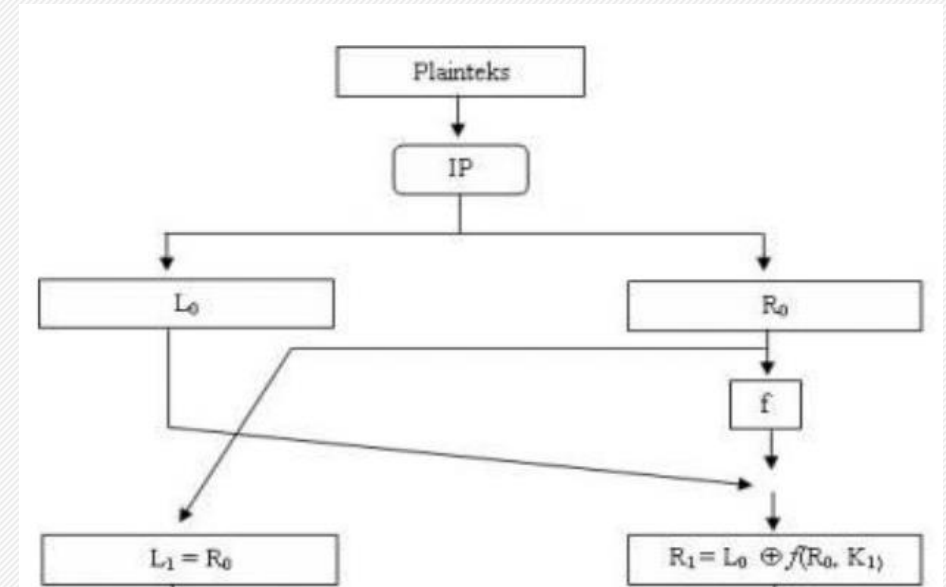 Plainteks
IP
L₀
R₀
f
L₁ = R₀
R₁ = L₀ ⊕ f(R₀, K₁)